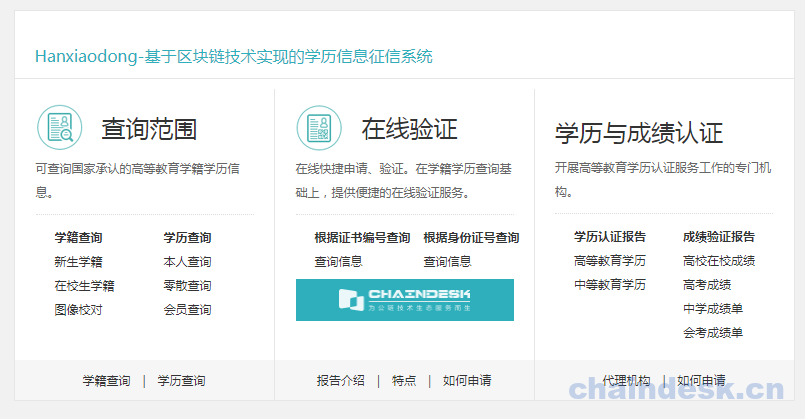 Hanxiaodong-基于区块链技术实现的学历信息征信系统
查询范围
可查询国家承认的高等教育学籍学历信
息。
学籍查询 学历查询
新生学籍 本人查询
在校生学籍 零散查询
图像校对 会员查询
学籍查询 | 学历查询
在线验证
在线快捷申请、验证。在学籍学历查询基
础上，提供便捷的在线验证服务。
根据证书编号查询 根据身份证号查询
查询信息 查询信息
CHAINDESK
为公链技术生态服务而生
报告介绍 | 特点 | 如何申请
学历与成绩认证
开展高等教育学历认证服务工作的专门机
构。
学历认证报告 成绩验证报告
高等教育学历 高校在校成绩
中等教育学历 高考成绩
中学成绩单
会考成绩单
代理机构 | 如何申请
chaindesk.cn